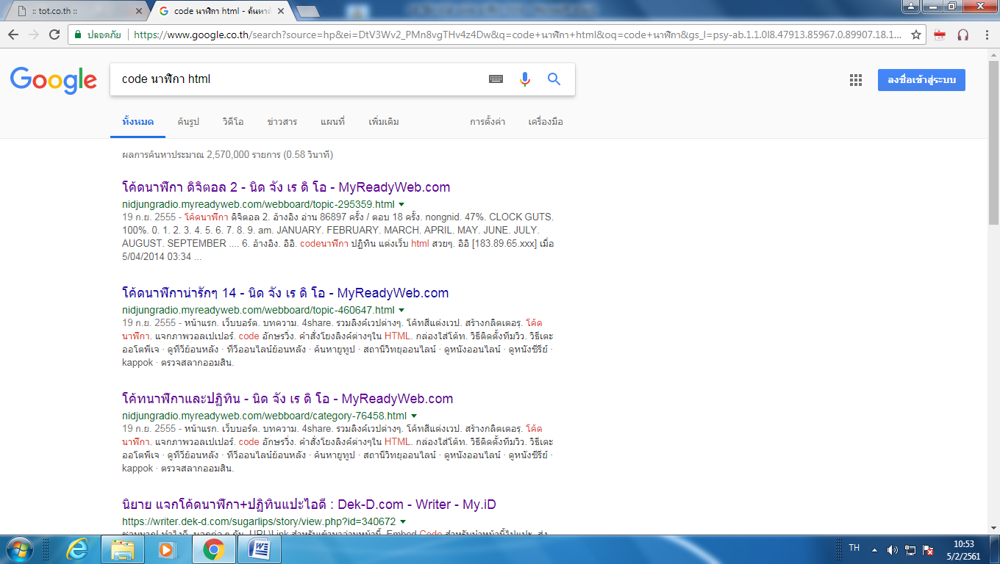 :: tot.co.th ::
code นาฬิกา html - ค้นหาด้
ปลอดภัย
https://www.google.co.th/search?source=hp&ei=DtV3Wv2_PMn8vgTHv4z4Dw&q=code+นาฬิกา+html&oq=code+นาฬิกา&gs_l=psy-ab.1.1.0l8.47913.85967.0.89907.18.1...
Google
code นาฬิกา html
ลงชื่อเข้าสู่ระบบ
ทั้งหมด ค้นรูป วิดีโอ ข่าวสาร แผนที่ เพิ่มเติม การตั้งค่า เครื่องมือ
ผลการค้นหาประมาณ 2,570,000 รายการ (0.58 วินาที)
โค้ดนาฬิกา ดิจิตอล 2 - นิด จัง เร ดิ โอ - MyReadyWeb.com
nidjungradio.myreadyweb.com/webboard/topic-295359.html
19 ก.ย. 2555 - โค้ดนาฬิกา ดิจิตอล 2. อ้างอิง อ่าน 86897 ครั้ง / ตอบ 18 ครั้ง. nongnid. 47%. CLOCK GUTS.
100%. 0. 1. 2. 3. 4. 5. 6. 7. 8. 9. am. JANUARY. FEBRUARY. MARCH. APRIL. MAY. JUNE. JULY.
AUGUST. SEPTEMBER .... 6. อ้างอิง. อิอิ. codeนาฬิกา ปฏิทิน แต่งเว็บ html สวยๆ. อิอิ [183.89.65.xxx] เมื่อ
5/04/2014 03:34 ...
โค้ดนาฬิกาน่ารักๆ 14 - นิด จัง เร ดิ โอ - MyReadyWeb.com
nidjungradio.myreadyweb.com/webboard/topic-460647.html
19 ก.ย. 2555 - หน้าแรก. เว็บบอร์ด. บทความ. 4share. รวมลิงค์เวปต่างๆ. โค้ทสีแต่งเวป. สร้างกลิตเตอรฺ. โค้ด
นาฬิกา. แจกภาพวอลเปเปอร์. code อักษรวิ่ง. คำสั่งโยงลิงค์ต่างๆใน HTML. กล่องใส่โต้ท. วิธีติดตั้งทีมวิว. วิธีเตะ
ออโตพีเจ · ดูทีวีย้อนหลัง · ทีวีออนไลน์ย้อนหลัง · ค้นหายูทูป · สถานีวิทยุออนไลน์ · ดูหนังออนไลน์ · ดูหนังซีรีย์ ·
kappok · ตรวจสลากออมสิน.
โค้ทนาฬิกาและปฏิทิน - นิด จัง เร ดิ โอ - MyReadyWeb.com
nidjungradio.myreadyweb.com/webboard/category-76458.html
19 ก.ย. 2555 - หน้าแรก. เว็บบอร์ด. บทความ. 4share. รวมลิงค์เวปต่างๆ. โค้ทสีแต่งเวป. สร้างกลิตเตอรฺ. โค้ด
นาฬิกา. แจกภาพวอลเปเปอร์. code อักษรวิ่ง. คำสั่งโยงลิงค์ต่างๆใน HTML. กล่องใส่โต้ท. วิธีติดตั้งทีมวิว. วิธีเตะ
ออโตพีเจ · ดูทีวีย้อนหลัง · ทีวีออนไลน์ย้อนหลัง · ค้นหายูทูป · สถานีวิทยุออนไลน์ · ดูหนังออนไลน์ · ดูหนังซีรีย์ ·
kappok · ตรวจสลากออมสิน.
นิยาย แจกโค้ดนาฬิกา+ปฏิทินแปะไอดี : Dek-D.com - Writer - My.iD
https://writer.dek-d.com/sugarlips/story/view.php?id=340672
TH
10:53
5/2/2561